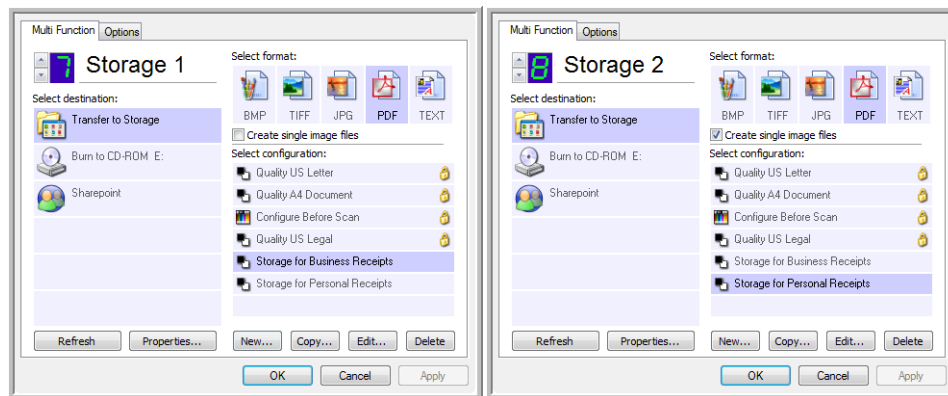 Multi Function Options
7 Storage 1
Select format:
BMP TIFF JPG PDF TEXT
Create single image files
Select destination:
Transfer to Storage
Burn to CD-ROM E:
Sharepoint
Select configuration:
Quality US Letter
Quality A4 Document
Configure Before Scan
Quality US Legal
Storage for Business Receipts
Storage for Personal Receipts
Refresh Properties... New... Copy... Edit... Delete
OK Cancel Apply
Multi Function Options
8 Storage 2
Select format:
BMP TIFF JPG PDF TEXT
Create single image files
Select destination:
Transfer to Storage
Burn to CD-ROM E:
Sharepoint
Select configuration:
Quality US Letter
Quality A4 Document
Configure Before Scan
Quality US Legal
Storage for Business Receipts
Storage for Personal Receipts
Refresh Properties... New... Copy... Edit... Delete
OK Cancel Apply